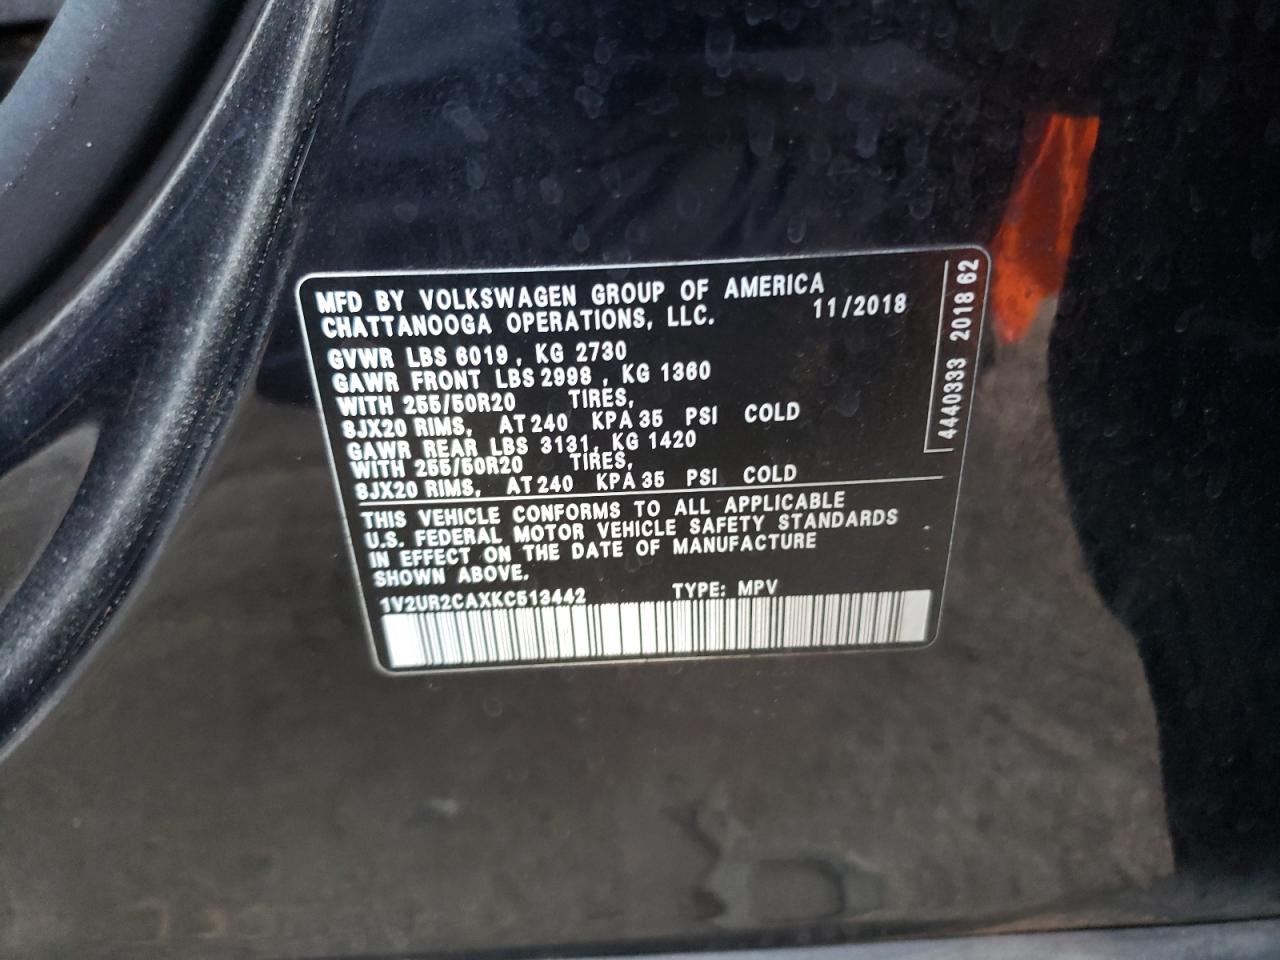 MFD BY VOLKSWAGEN GROUP OF AMERICA
CHATTANOOGA OPERATIONS, LLC. 11/2018
GVWR LBS 6019, KG 2730
GAWR FRONT LBS 2998, KG 1360
WITH 255/50R20 TIRES,
8JX20 RIMS, AT 240 KPA 35 PSI COLD
GAWR REAR LBS 3131, KG 1420
WITH 255/50R20 TIRES,
8JX20 RIMS, AT 240 KPA 35 PSI COLD
THIS VEHICLE CONFORMS TO ALL APPLICABLE
U.S. FEDERAL MOTOR VEHICLE SAFETY STANDARDS
IN EFFECT ON THE DATE OF MANUFACTURE
SHOWN ABOVE.
1V2UR2CAXKC513442 TYPE: MPV
4440333 2018 62